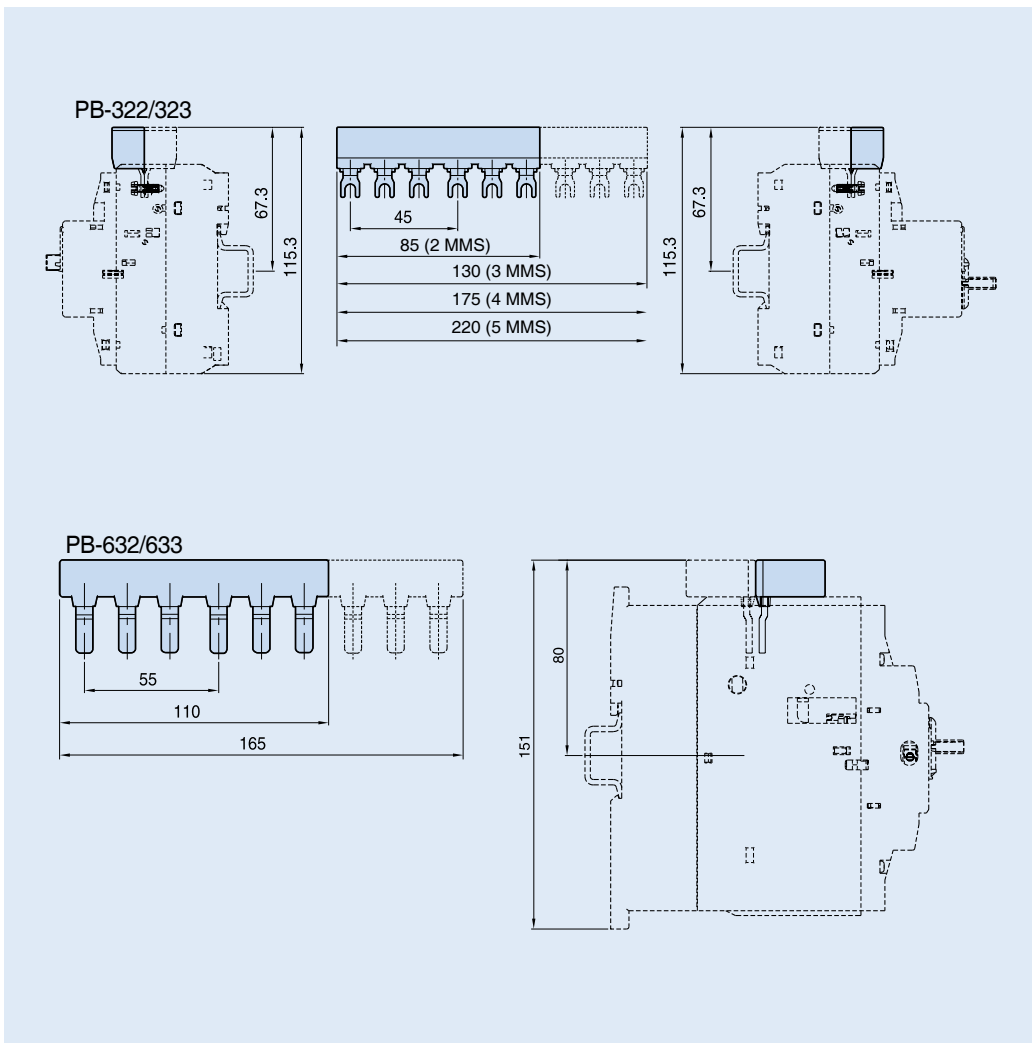 PB-322/323
67.3
115.3
45
85 (2 MMS)
130 (3 MMS)
175 (4 MMS)
220 (5 MMS)
115.3
67.3
PB-632/633
55
110
165
80
151